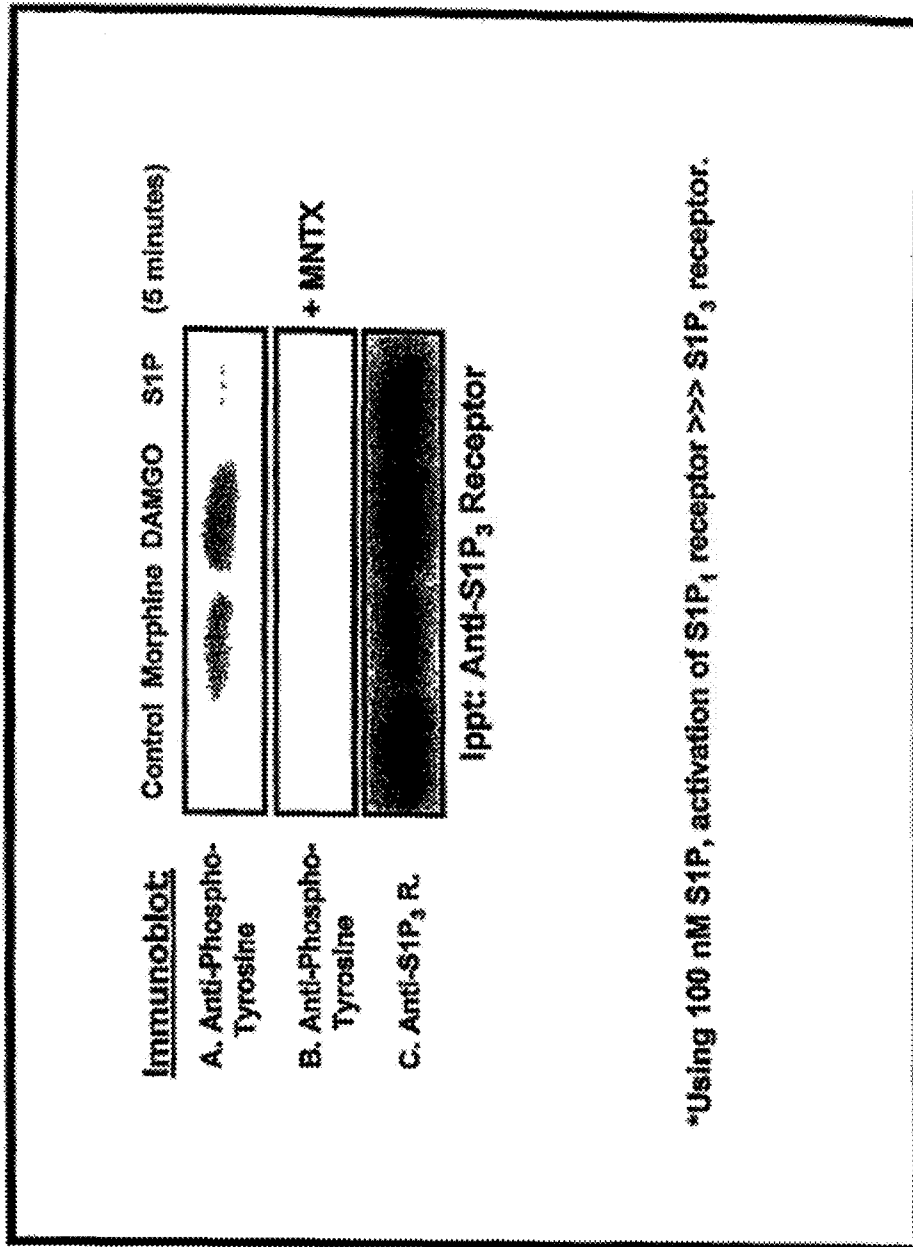 Immunoblot:
Control Morphine DAMGO S1P (5 minutes)
A. Anti-Phospho-
Tyrosine
B. Anti-Phospho-
Tyrosine
+ MNTX
C. Anti-S1P₃ R.
Ippt: Anti-S1P₃ Receptor
*Using 100 nM S1P, activation of S1P₁ receptor >>> S1P₃ receptor.